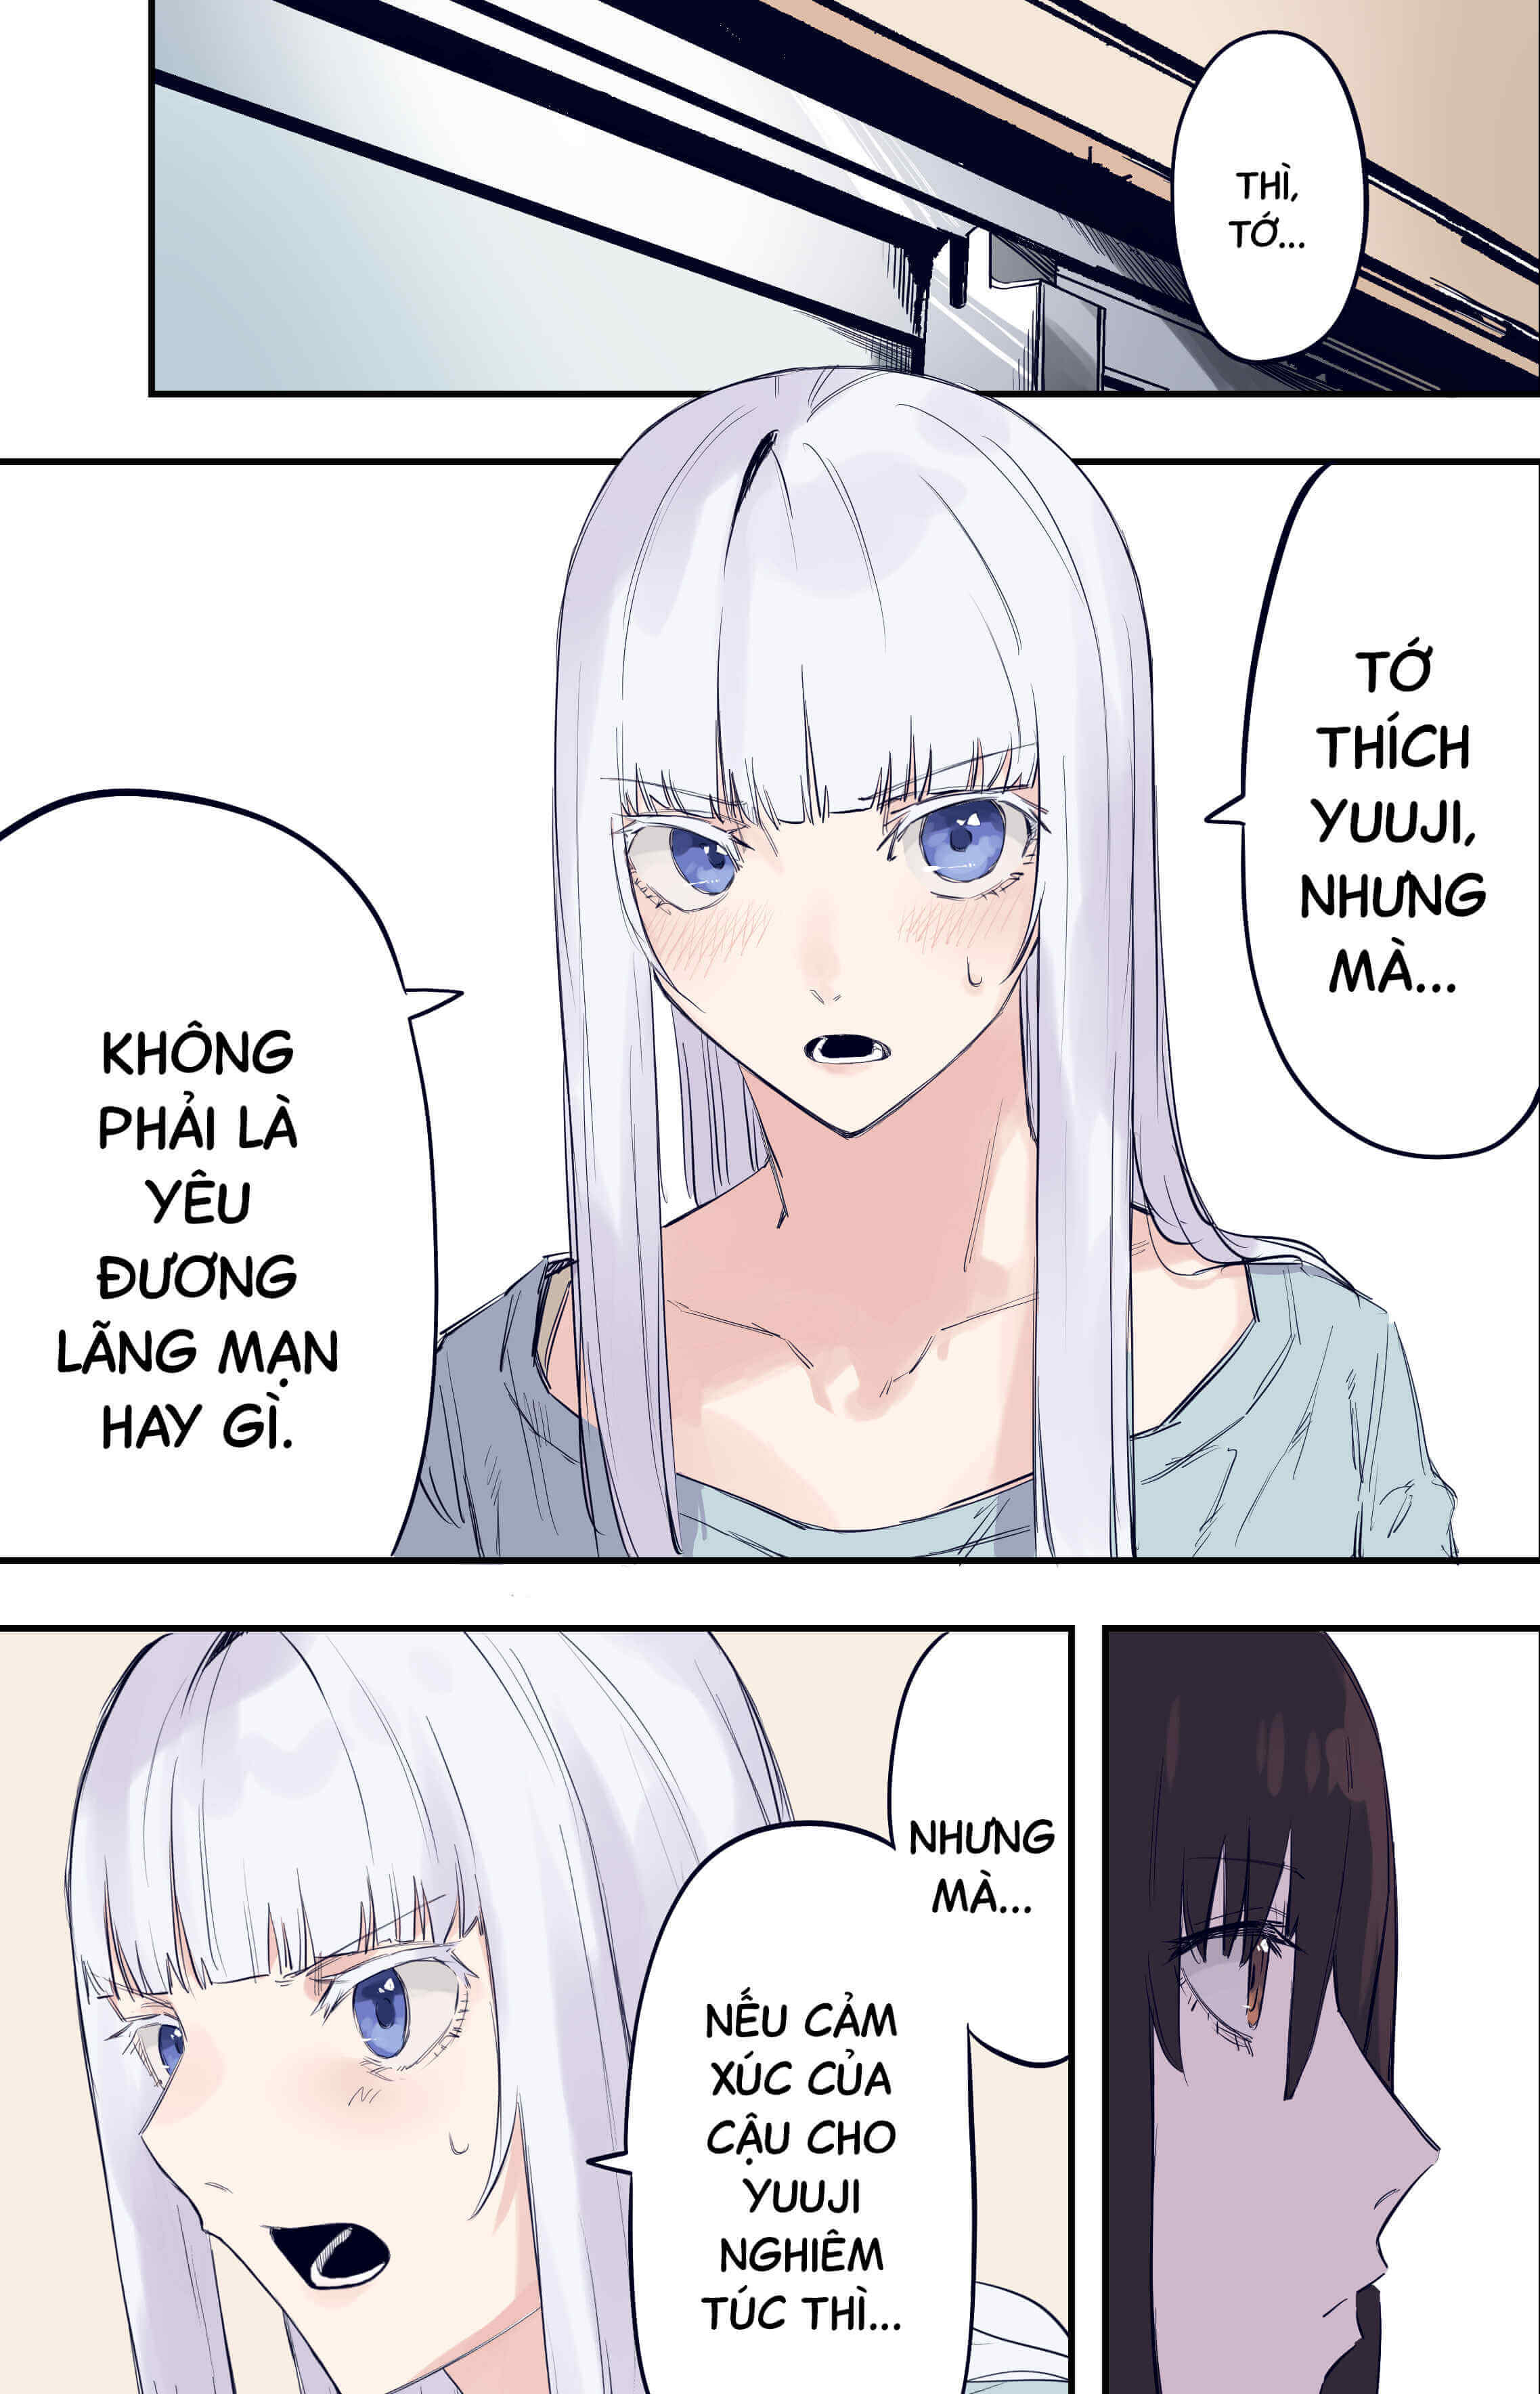 THÌ,
TỚ...
TỚ
THÍCH
YUUJI,
NHƯNG
MÀ...
KHÔNG
PHẢI LÀ
YÊU
ĐƯƠNG
LÃNG MẠN
HAY GÌ.
NHƯNG
MÀ...
NẾU CẢM
XÚC CỦA
CẬU CHO
YUUJI
NGHIÊM
TÚC THÌ...